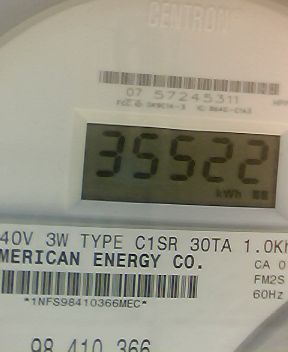 CENTRON
07 57245311
35522
kWh
40V 3W TYPE C1SR 30TA 1.0Kh
MERICAN ENERGY CO.
CA 0
FM2S
*1NFS98410366MEC*
60Hz
98 410 366